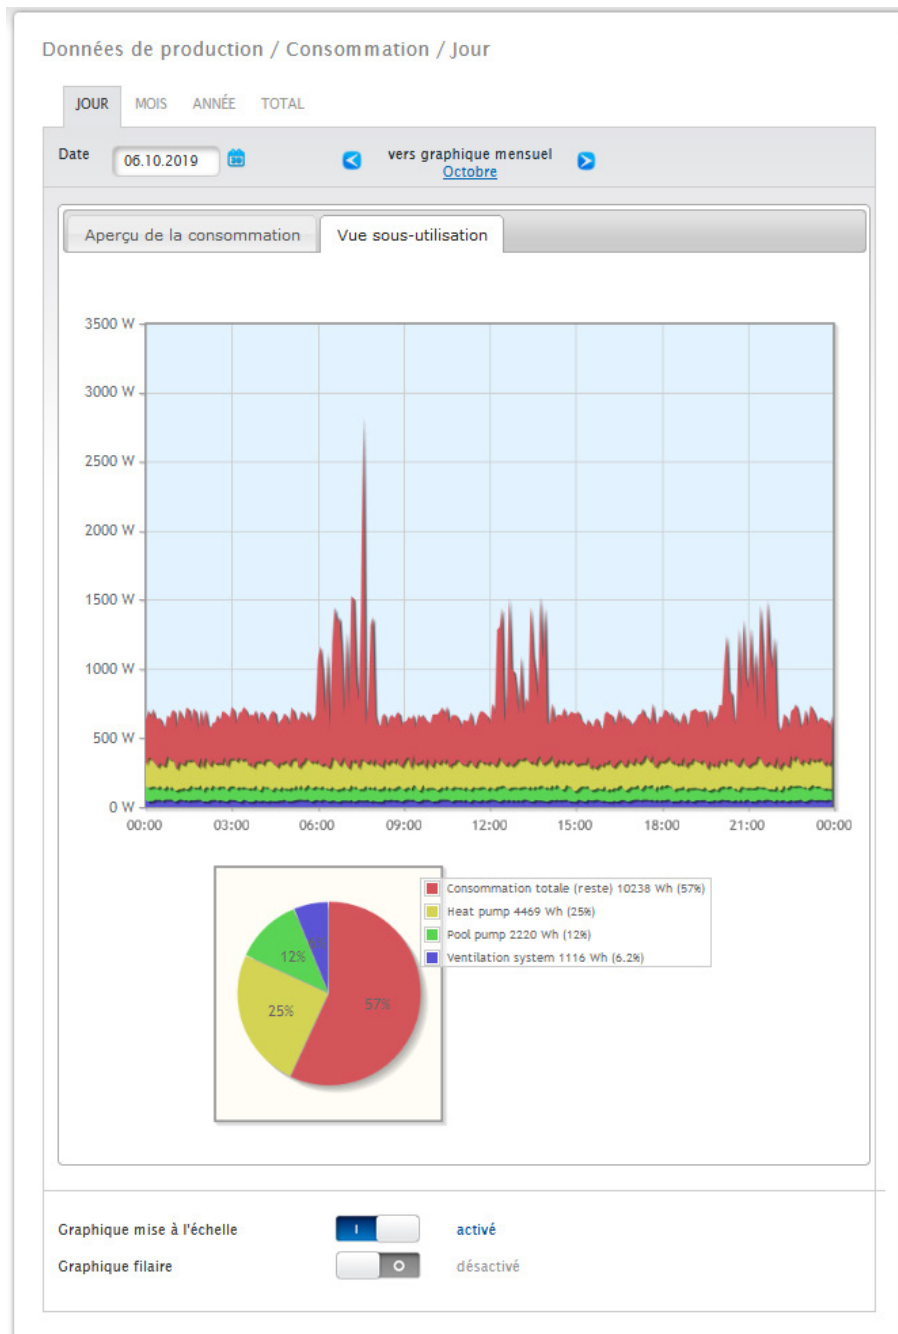 Données de production / Consommation / Jour
JOUR MOIS ANNÉE TOTAL
Date 06.10.2019 vers graphique mensuel
Octobre
Aperçu de la consommation Vue sous-utilisation
3500 W
3000 W
2500 W
2000 W
1500 W
1000 W
500 W
0 W
00:00 03:00 06:00 09:00 12:00 15:00 18:00 21:00 00:00
Consommation totale (reste) 10238 Wh (57%)
Heat pump 4469 Wh (25%)
Pool pump 2220 Wh (12%)
Ventilation system 1116 Wh (6.2%)
12%
25%
57%
Graphique mise à l'échelle I activé
Graphique filaire O désactivé